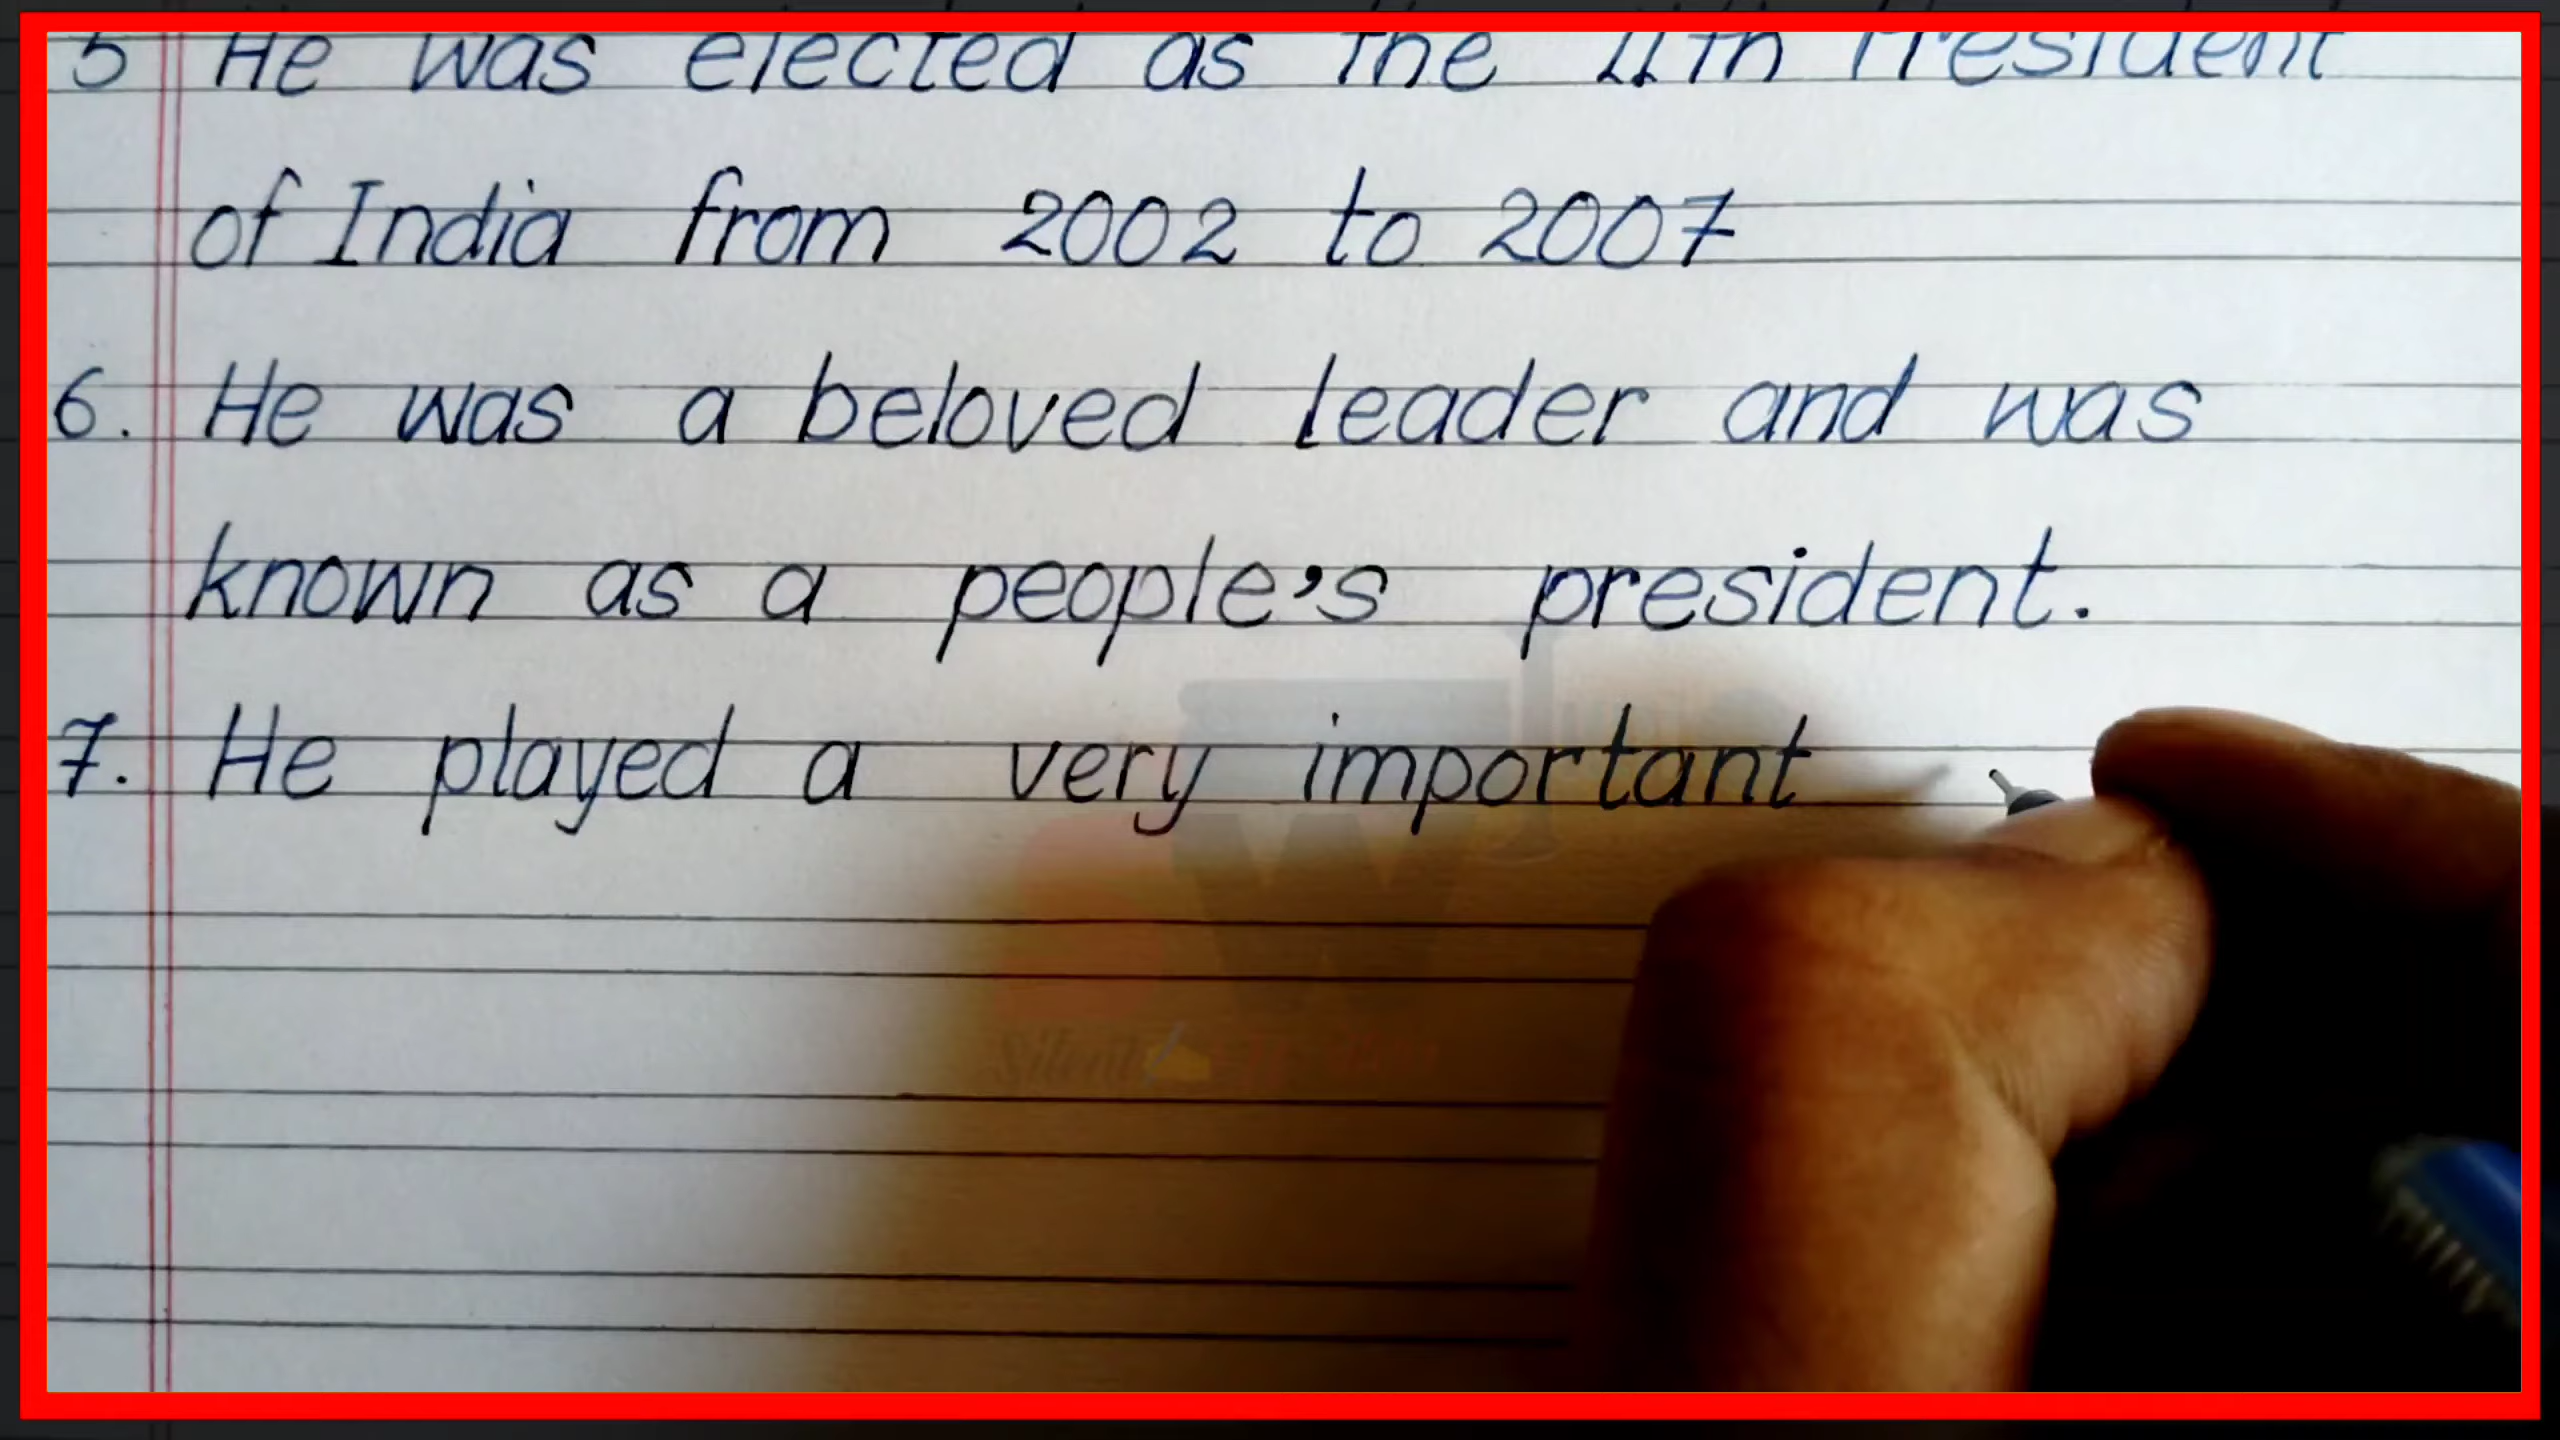 5 He was elected as the 11th President
of India from 2002 to 2007
6. He was a beloved leader and was
known as a people's president.
7. He played a very important
Silent